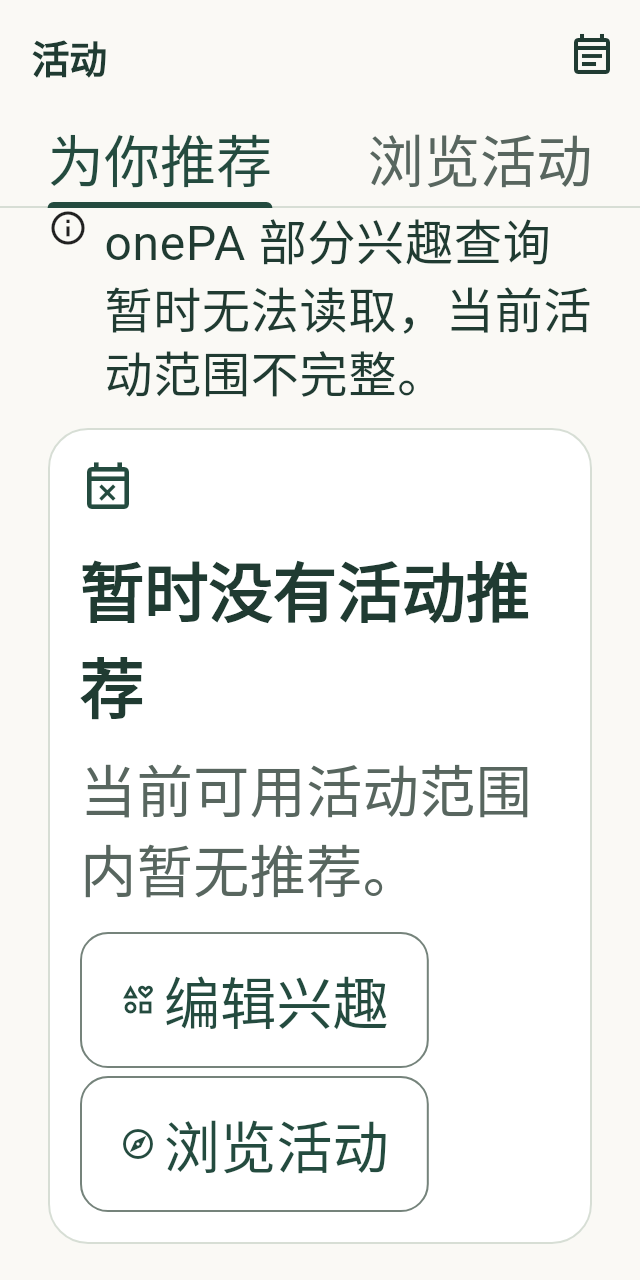 活动
为你推荐
浏览活动
onePA 部分兴趣查询
暂时无法读取，当前活
动范围不完整。
暂时没有活动推
荐
当前可用活动范围
内暂无推荐。
编辑兴趣
浏览活动